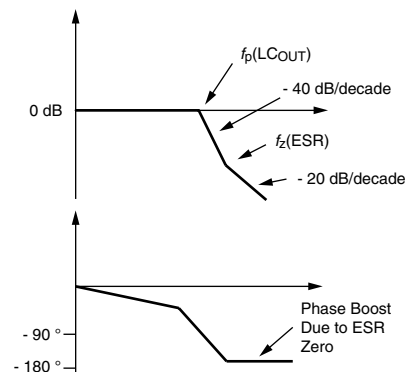 fp(LCOUT)
- 40 dB/decade
0 dB
fz(ESR)
- 20 dB/decade
Phase Boost
Due to ESR
Zero
- 90 °
- 180 °